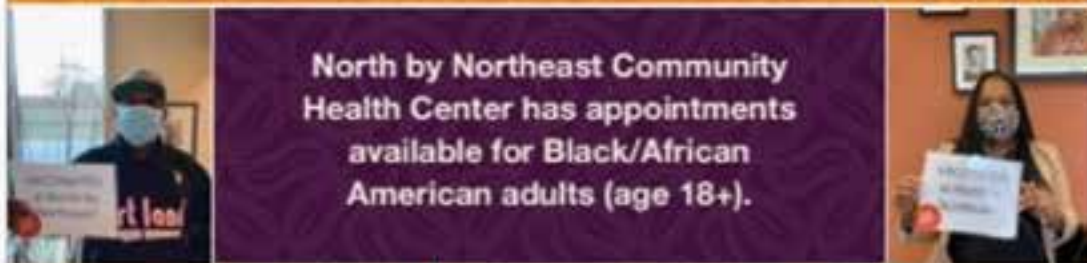 North by Northeast Community
Health Center has appointments
available for Black/African
American adults (age 18+).